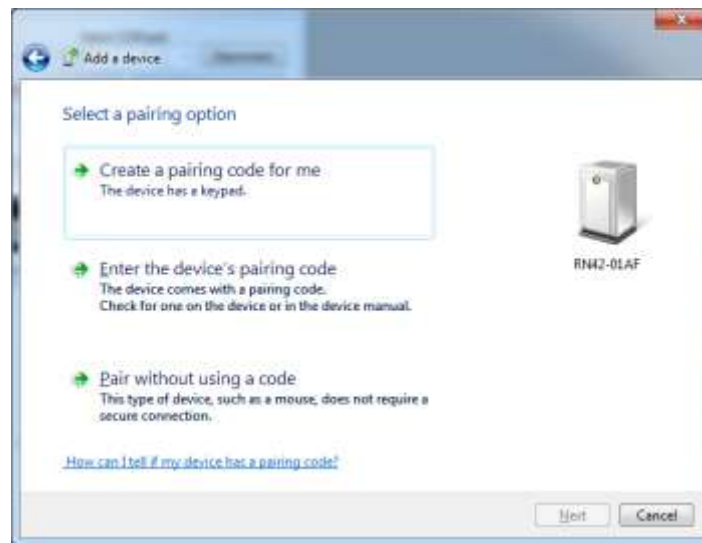 Add a device
Select a pairing option
Create a pairing code for me
The device has a keypad.
Enter the device's pairing code
The device comes with a pairing code.
Check for one on the device or in the device manual.
RN42-01AF
Pair without using a code
This type of device, such as a mouse, does not require a
secure connection.
How can I tell if my device has a pairing code?
Next
Cancel